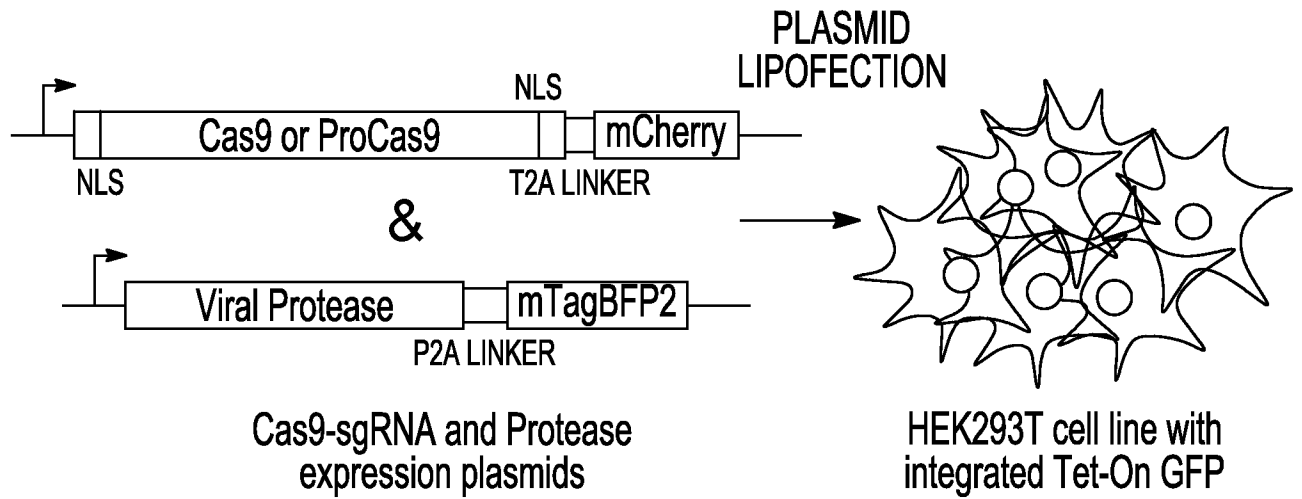 PLASMID
LIPOFECTION
NLS
Cas9 or ProCas9
mCherry
NLS
T2A LINKER
&
Viral Protease
mTagBFP2
P2A LINKER
Cas9-sgRNA and Protease
expression plasmids
HEK293T cell line with
integrated Tet-On GFP